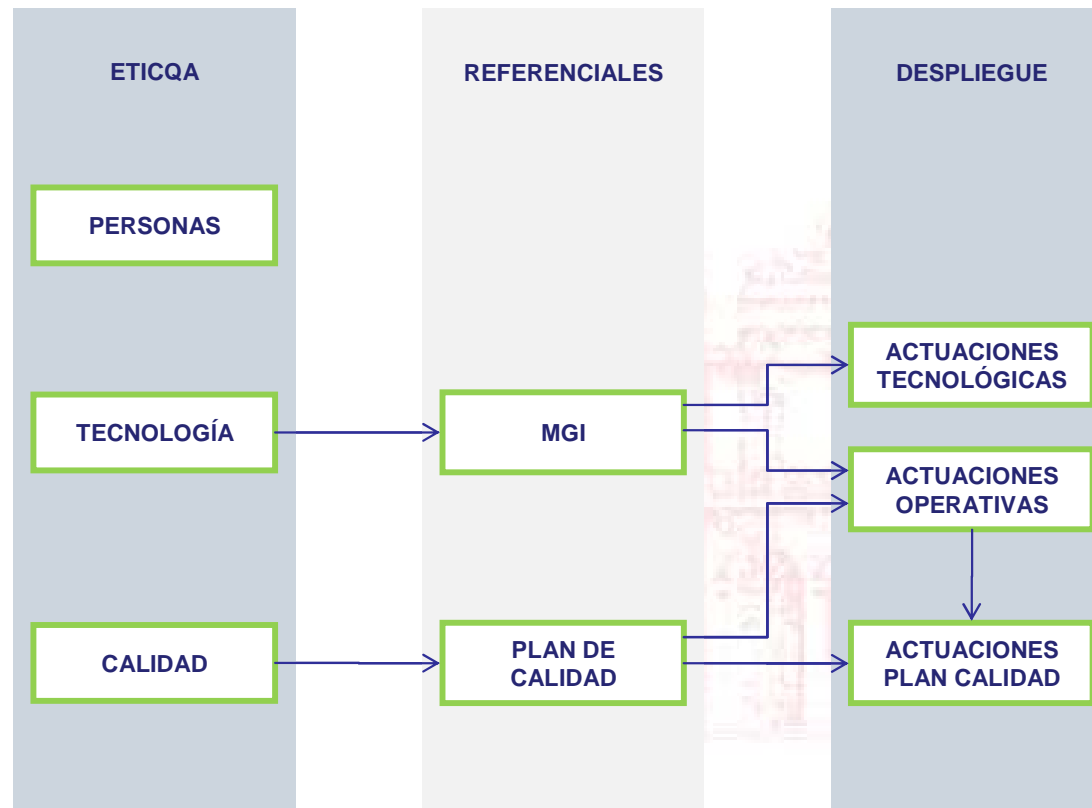 ETICQA
REFERENCIALES
DESPLIEGUE
PERSONAS
ACTUACIONES
TECNOLÓGICAS
TECNOLOGÍA
MGI
ACTUACIONES
OPERATIVAS
CALIDAD
PLAN DE
CALIDAD
ACTUACIONES
PLAN CALIDAD